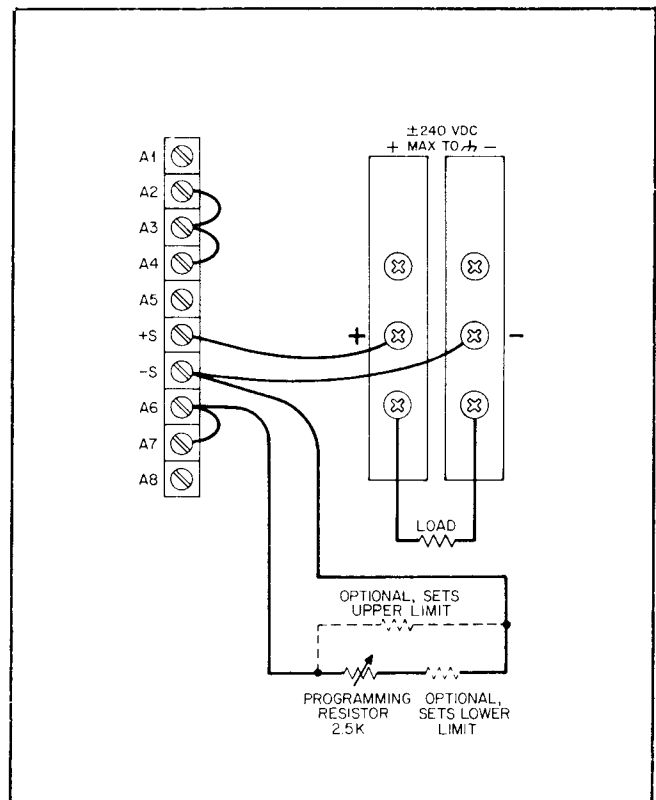 ±240 VDC
+ MAX TO -
A1
A2
A3
A4
A5
+S
-S
A6
A7
A8
+
-
LOAD
OPTIONAL, SETS
UPPER LIMIT
PROGRAMMING
RESISTOR
2.5K
OPTIONAL,
SETS LOWER
LIMIT